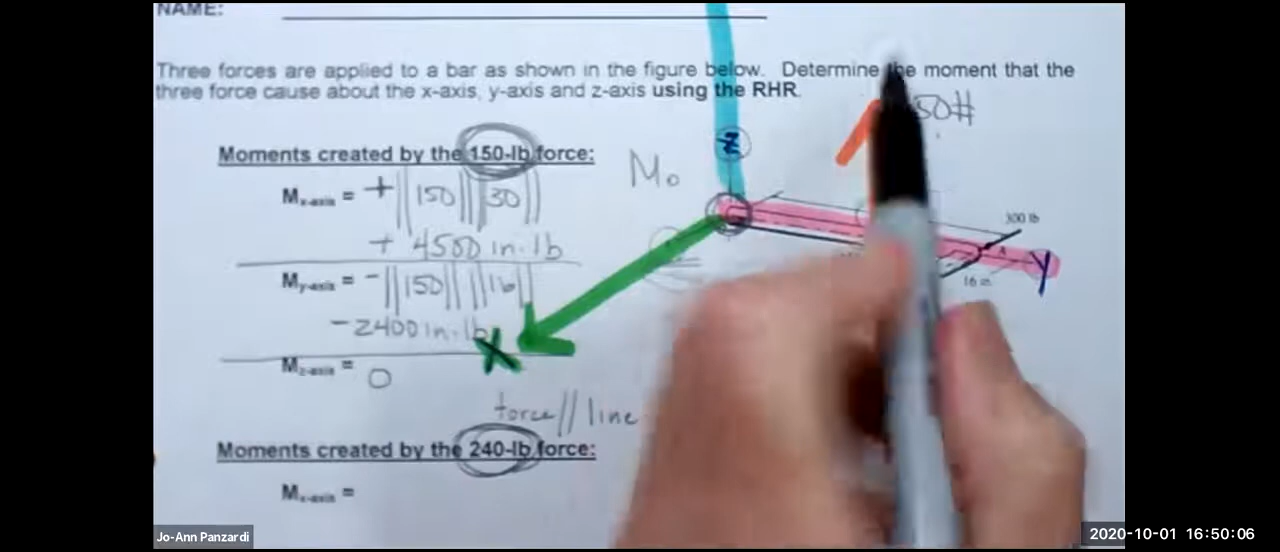 NAME:
Three forces are applied to a bar as shown in the figure below. Determine the moment that the
three force cause about the x-axis, y-axis and z-axis using the RHR.
50#
Moments created by the 150-lb force:
Z
Mo
Mx-axis = + ||150|| ||30||
300 lb
+ 4500 in·lb
My-axis = - ||150|| ||16||
16 in.
Y
- 2400 in·lb
X
Mz-axis = 0
force // line
Moments created by the 240-lb force:
Mx-axis =
Jo-Ann Panzardi
2020-10-01 16:50:06